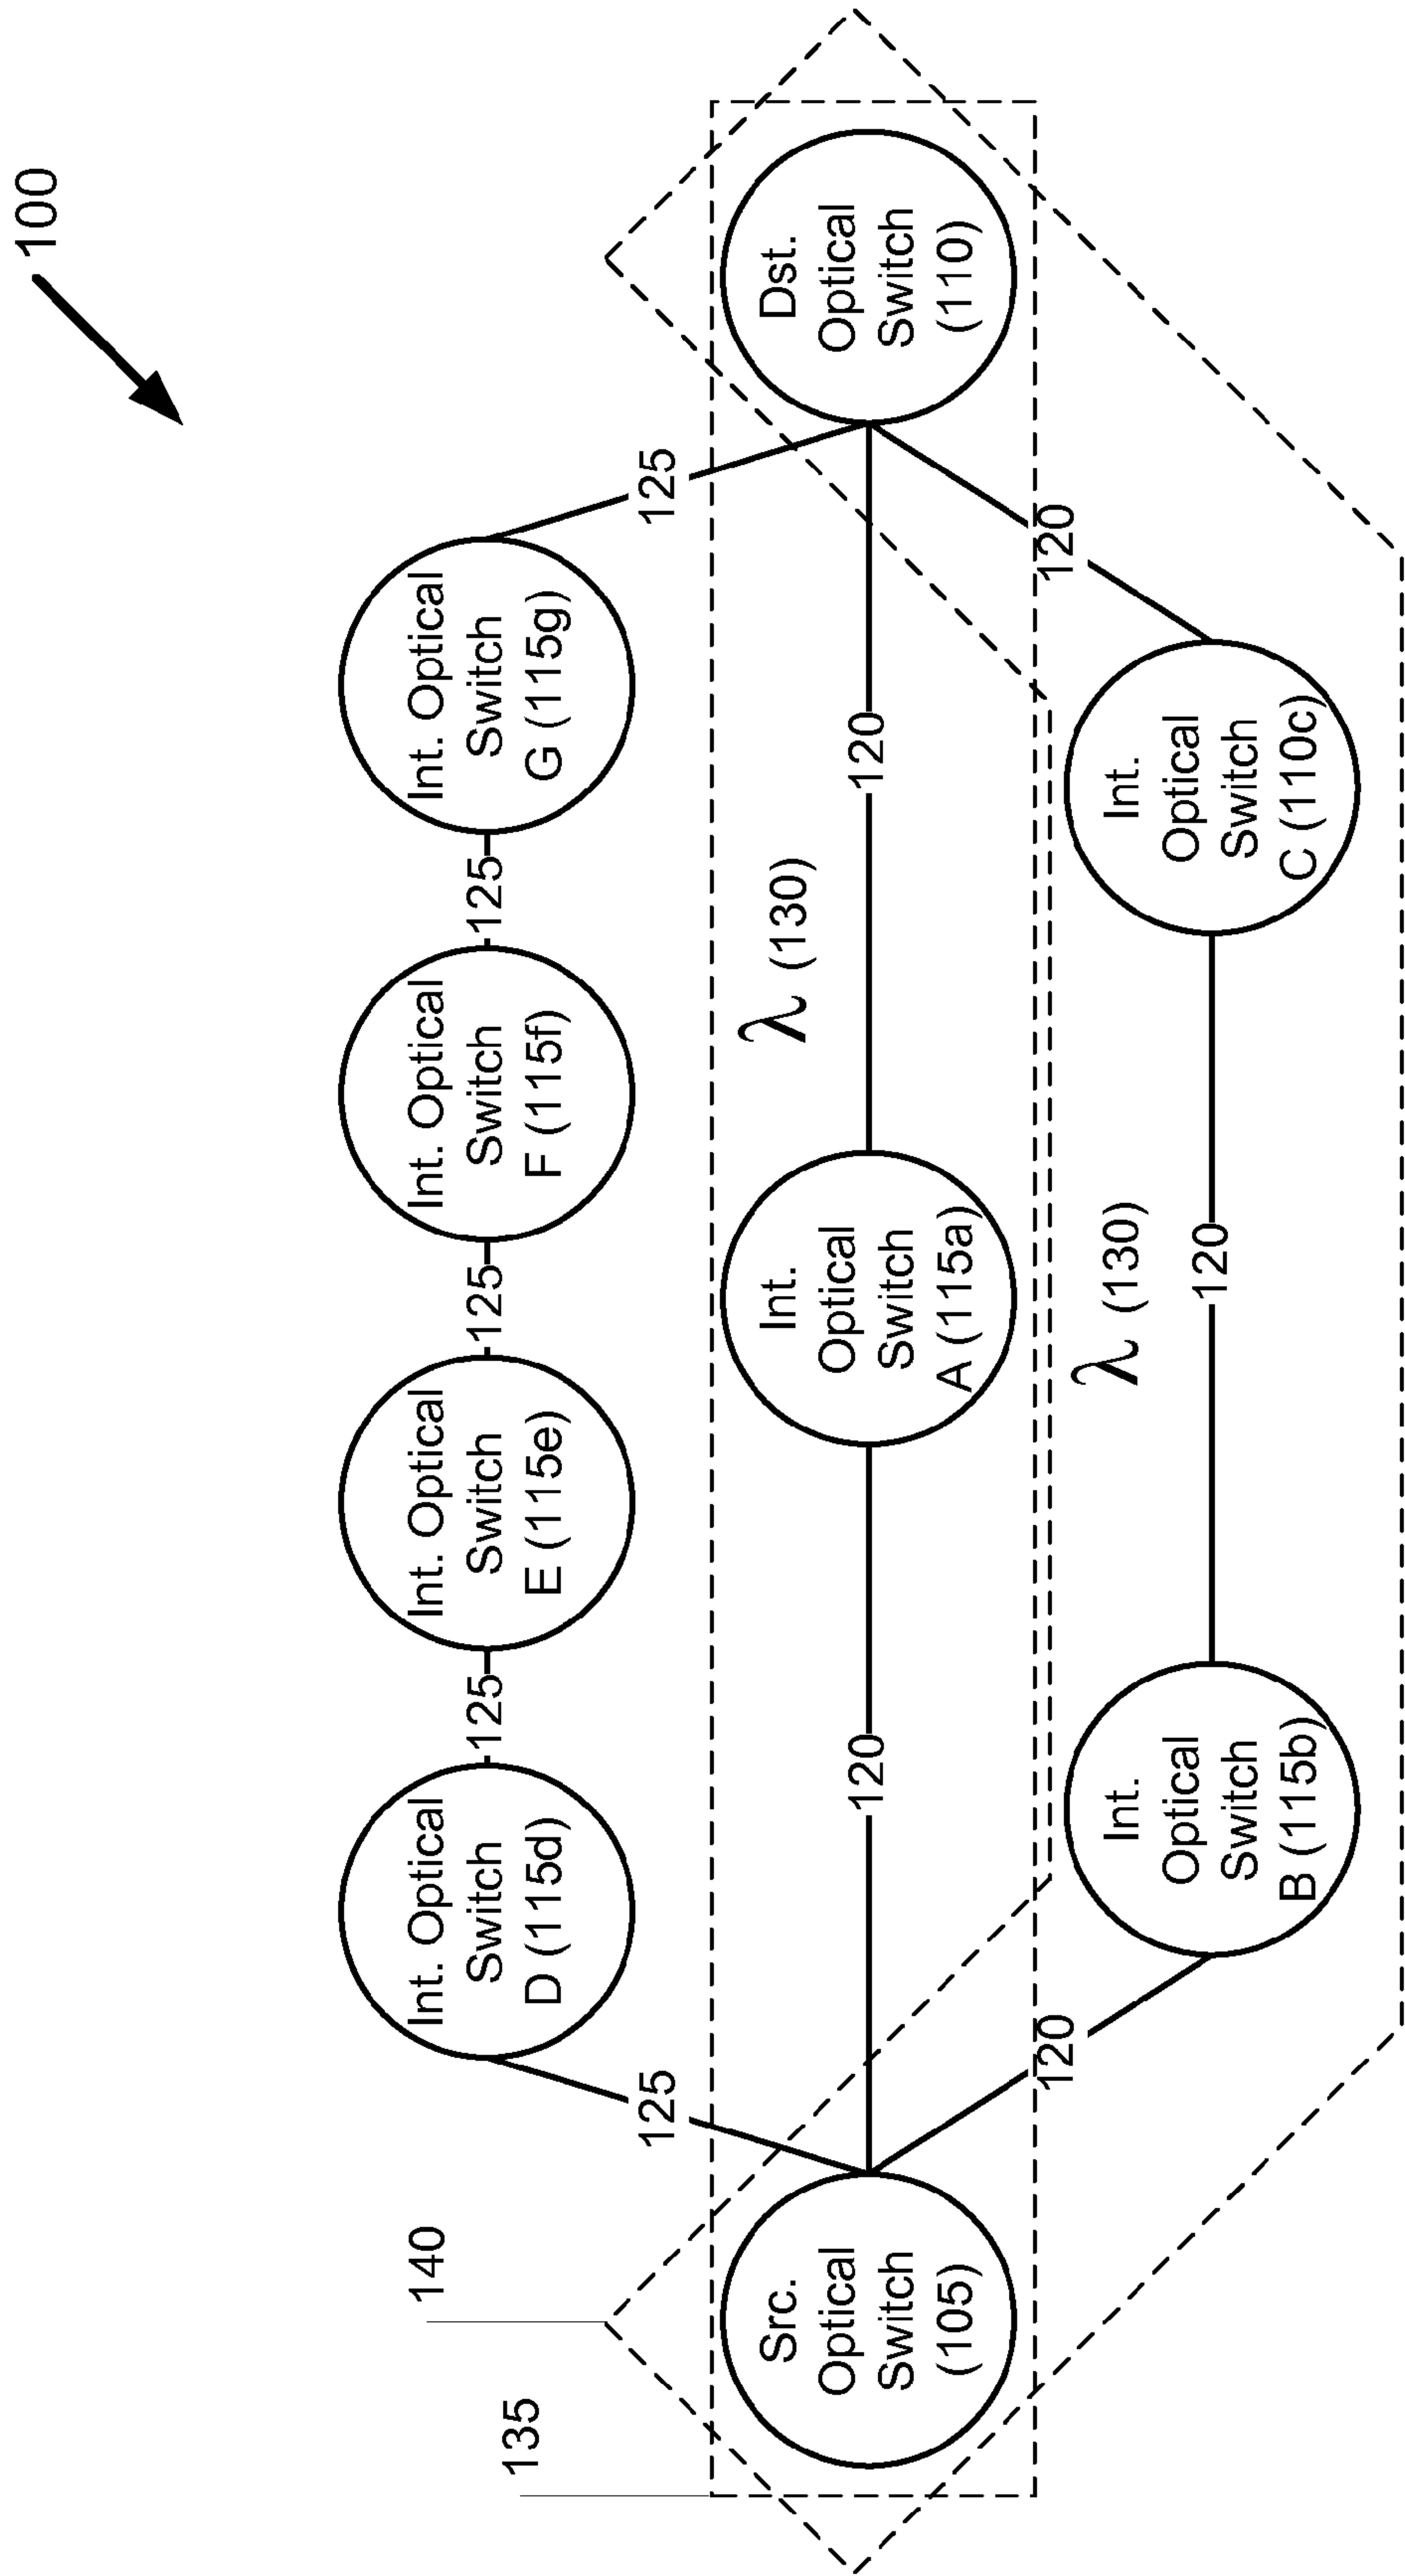 100
Int. Optical
Switch
D (115d)
125
Int. Optical
Switch
E (115e)
125
Int. Optical
Switch
F (115f)
125
Int. Optical
Switch
G (115g)
140
135
125
125
Src.
Optical
Switch
(105)
120
Int.
Optical
Switch
A (115a)
λ (130)
120
Dst.
Optical
Switch
(110)
120
120
Int.
Optical
Switch
B (115b)
λ (130)
120
Int.
Optical
Switch
C (110c)